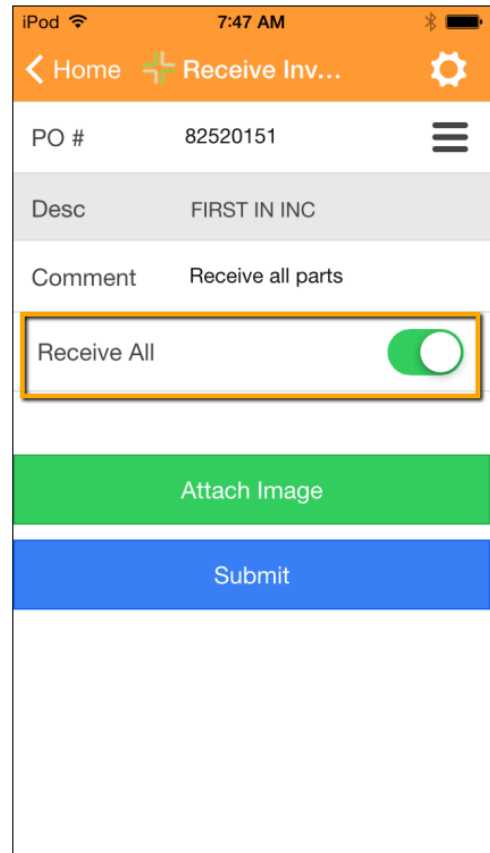 iPod 7:47 AM
Home Receive Inv...
PO # 82520151
Desc FIRST IN INC
Comment Receive all parts
Receive All
Attach Image
Submit